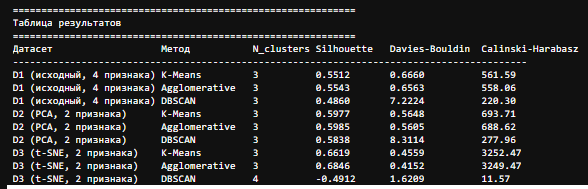 ============================================================
Таблица результатов
============================================================
Датасет Метод N_clusters Silhouette Davies-Bouldin Calinski-Harabasz
------------------------------------------------------------------------------------------
D1 (исходный, 4 признака) K-Means 3 0.5512 0.6660 561.59
D1 (исходный, 4 признака) Agglomerative 3 0.5543 0.6563 558.06
D1 (исходный, 4 признака) DBSCAN 3 0.4860 7.2224 220.30
D2 (PCA, 2 признака) K-Means 3 0.5977 0.5648 693.71
D2 (PCA, 2 признака) Agglomerative 3 0.5985 0.5605 688.62
D2 (PCA, 2 признака) DBSCAN 3 0.5838 8.3114 277.96
D3 (t-SNE, 2 признака) K-Means 3 0.6619 0.4559 3252.47
D3 (t-SNE, 2 признака) Agglomerative 3 0.6846 0.4152 3249.47
D3 (t-SNE, 2 признака) DBSCAN 4 -0.4912 1.6209 11.57